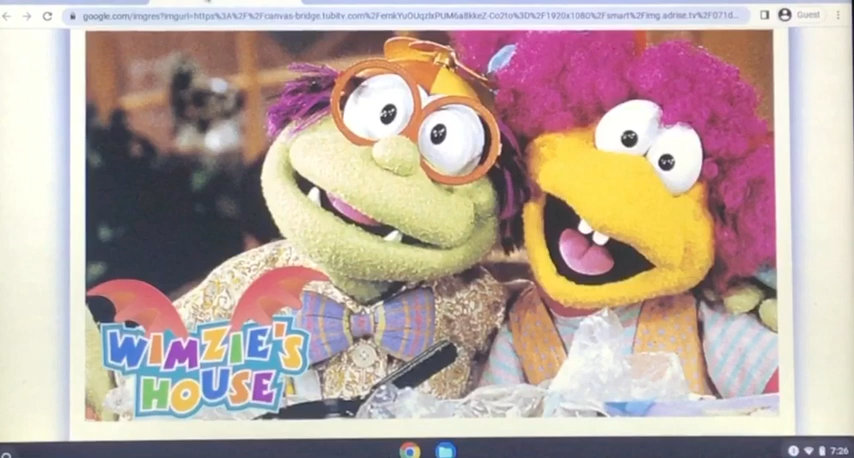 google.com/imgres?imgurl=https%3A%2F%2Fcanvas-bridge.tubitv.com%2FemkYu0UqzlxPUM6a8kkeZ-Co2to%3D%2F1920x1080%2Fsmart%2Fimg.adrise.tv%2F071d...
Guest
WIMZIE'S
HOUSE
7:26